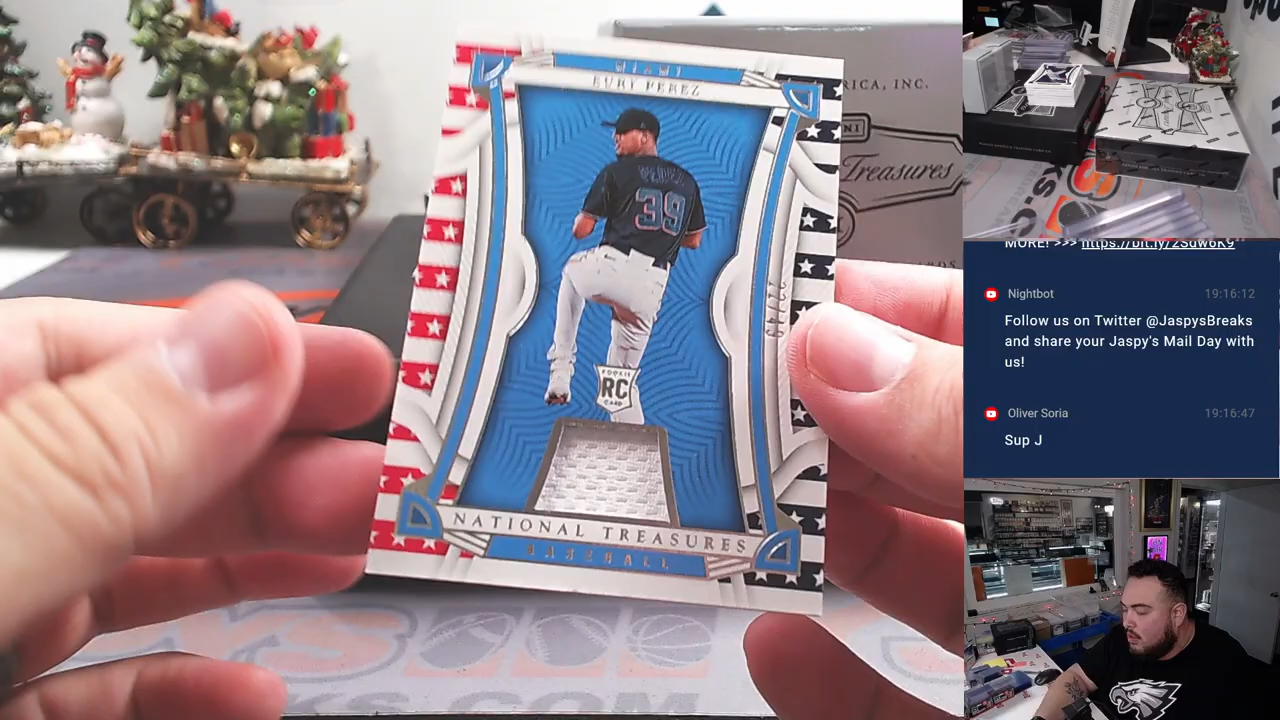 MIAMI
EURY PEREZ
PEREZ
39
ROOKIE
RC
CARD
NATIONAL TREASURES
BASEBALL
RICA, INC.
Treasures
MORE! >>> https://bit.ly/2Sdw6K9
Nightbot 19:16:12
Follow us on Twitter @JaspysBreaks
and share your Jaspy's Mail Day with
us!
Oliver Soria 19:16:47
Sup J